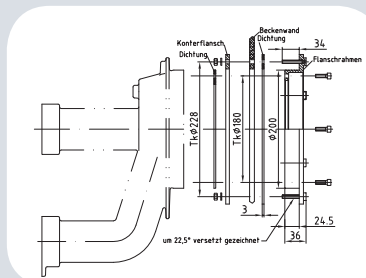 Beckenwand
Konterflansch
Dichtung
34
Dichtung
Flanschrahmen
TkΦ228
TkΦ180
Φ200
3
24.5
um 22,5° versetzt gezeichnet
36